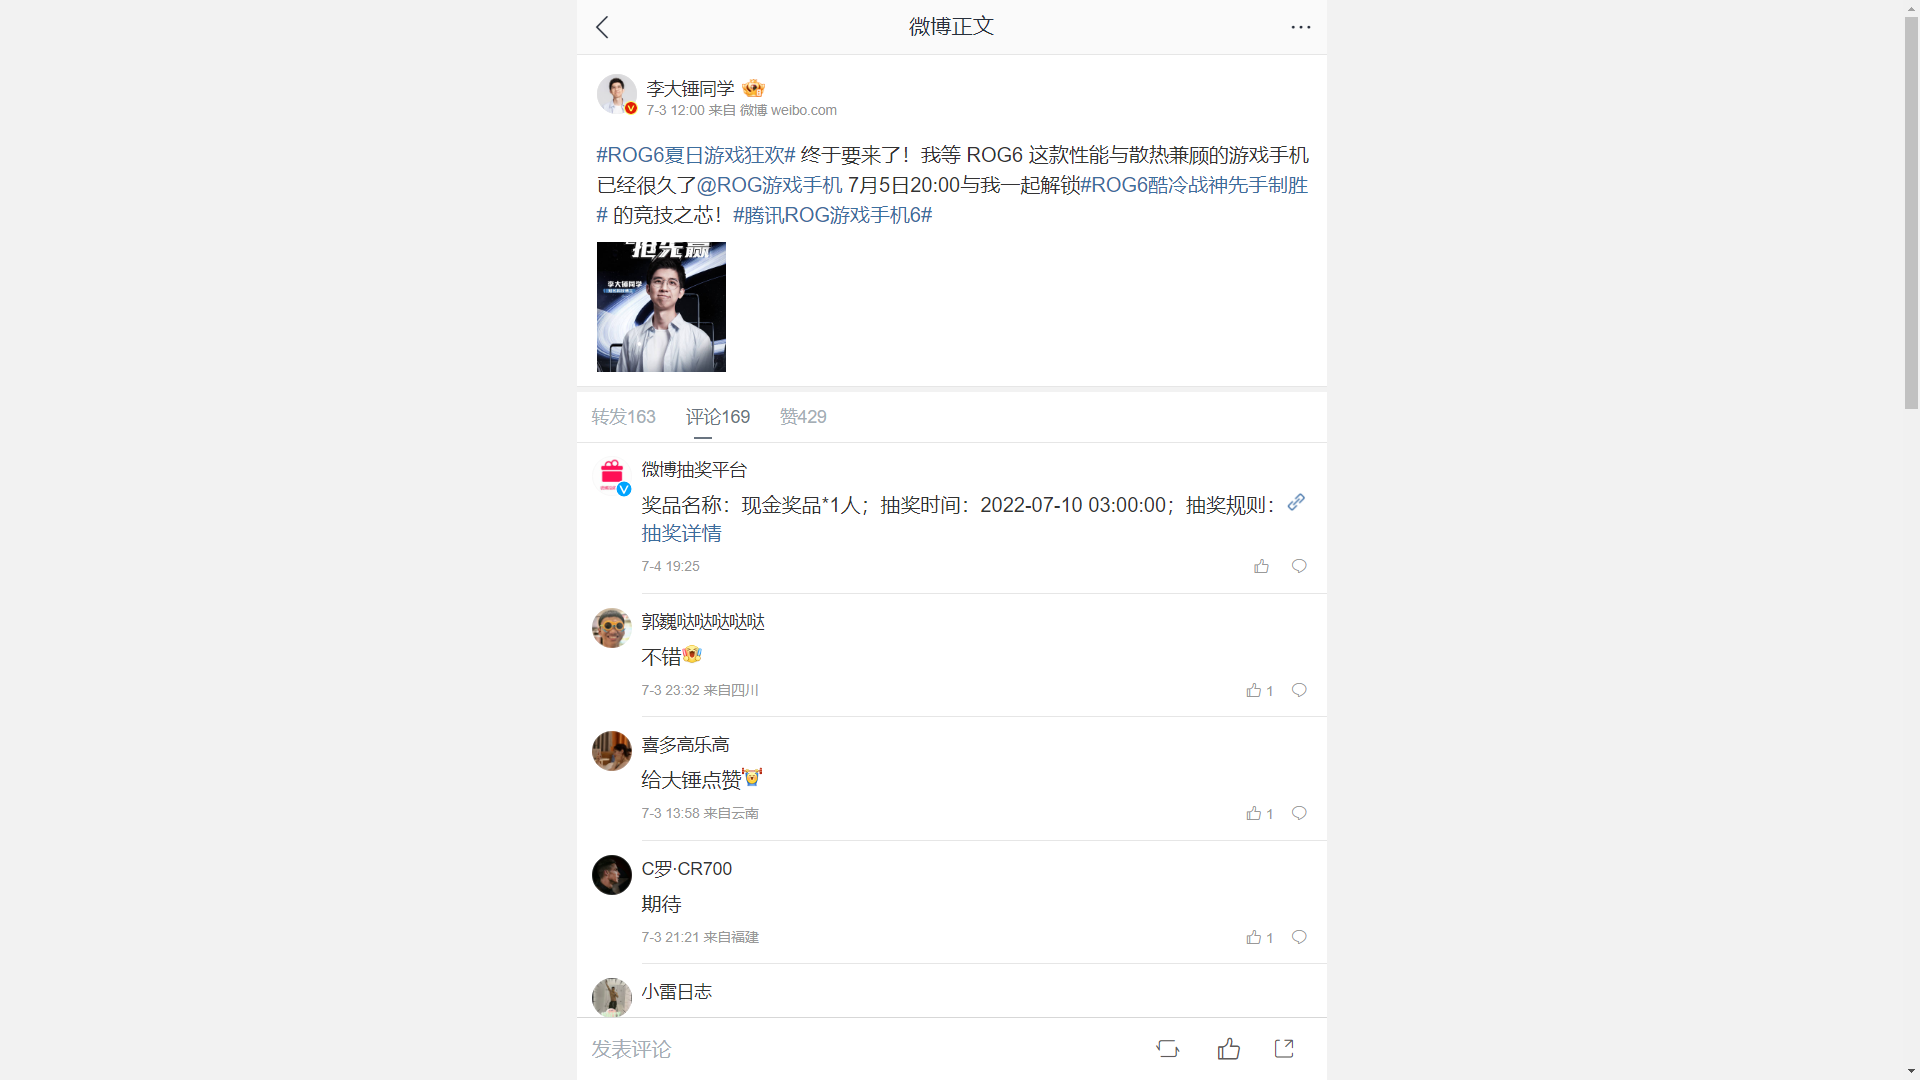 微博正文
李大锤同学
7-3 12:00 来自 微博 weibo.com
#ROG6夏日游戏狂欢# 终于要来了！我等 ROG6 这款性能与散热兼顾的游戏手机
已经很久了@ROG游戏手机 7月5日20:00与我一起解锁#ROG6酷冷战神先手制胜
# 的竞技之芯！#腾讯ROG游戏手机6#
抢先赢
李大锤同学
转发163 评论169 赞429
微博抽奖平台
奖品名称：现金奖品*1人；抽奖时间：2022-07-10 03:00:00；抽奖规则：
抽奖详情
7-4 19:25
郭巍哒哒哒哒哒
不错
7-3 23:32 来自四川 1
喜多高乐高
给大锤点赞
7-3 13:58 来自云南 1
C罗·CR700
期待
7-3 21:21 来自福建 1
小雷日志
发表评论